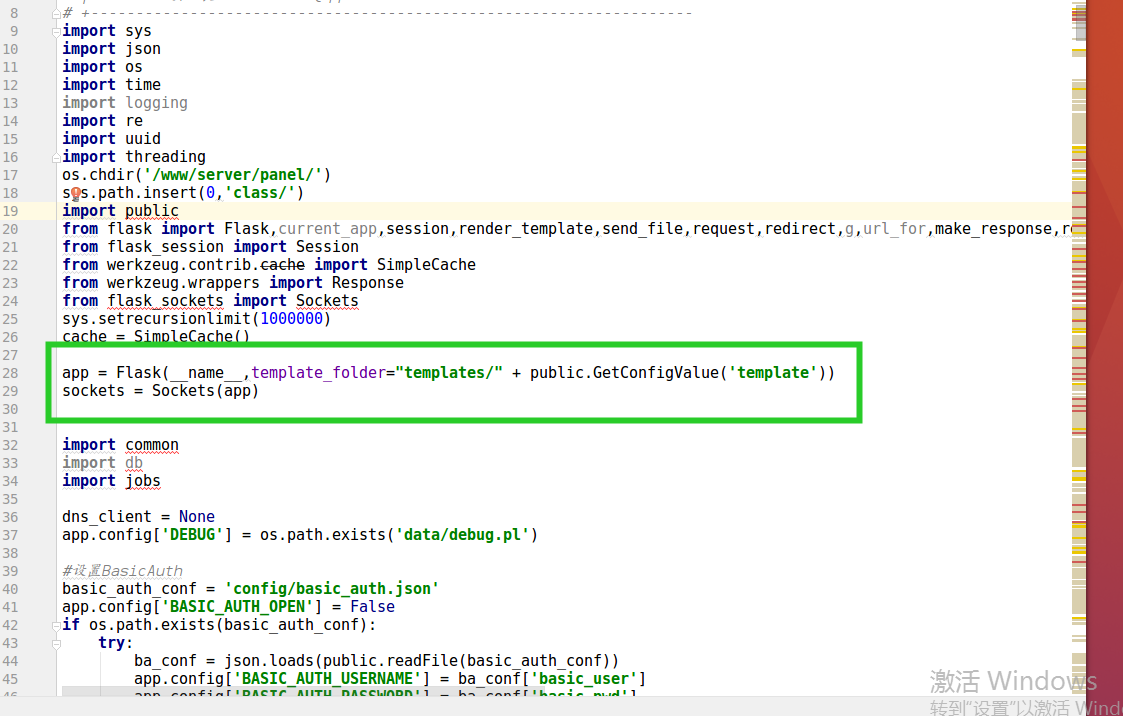 8 # +-------------------------------------------------------------------
9 import sys
10 import json
11 import os
12 import time
13 import logging
14 import re
15 import uuid
16 import threading
17 os.chdir('/www/server/panel/')
18 sys.path.insert(0,'class/')
19 import public
20 from flask import Flask,current_app,session,render_template,send_file,request,redirect,g,url_for,make_response,re
21 from flask_session import Session
22 from werkzeug.contrib.cache import SimpleCache
23 from werkzeug.wrappers import Response
24 from flask_sockets import Sockets
25 sys.setrecursionlimit(1000000)
26 cache = SimpleCache()
27
28 app = Flask(__name__,template_folder="templates/" + public.GetConfigValue('template'))
29 sockets = Sockets(app)
30
31
32 import common
33 import db
34 import jobs
35
36 dns_client = None
37 app.config['DEBUG'] = os.path.exists('data/debug.pl')
38
39 #设置BasicAuth
40 basic_auth_conf = 'config/basic_auth.json'
41 app.config['BASIC_AUTH_OPEN'] = False
42 if os.path.exists(basic_auth_conf):
43 try:
44 ba_conf = json.loads(public.readFile(basic_auth_conf))
45 app.config['BASIC_AUTH_USERNAME'] = ba_conf['basic_user']
46 app.config['BASIC_AUTH_PASSWORD'] = ba_conf['basic_pwd']
激活 Windows
转到"设置"以激活 Wind